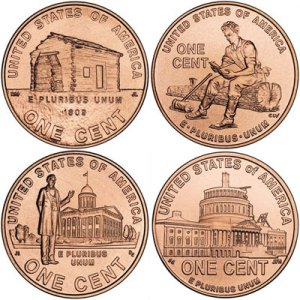 UNITED STATES OF AMERICA
E PLURIBUS UNUM
1809
ONE CENT
UNITED STATES OF AMERICA
ONE
CENT
E • PLURIBUS • UNUM
UNITED STATES OF AMERICA
E PLURIBUS
UNUM
ONE CENT
UNITED STATES OF AMERICA
E PLURIBUS
UNUM
ONE CENT